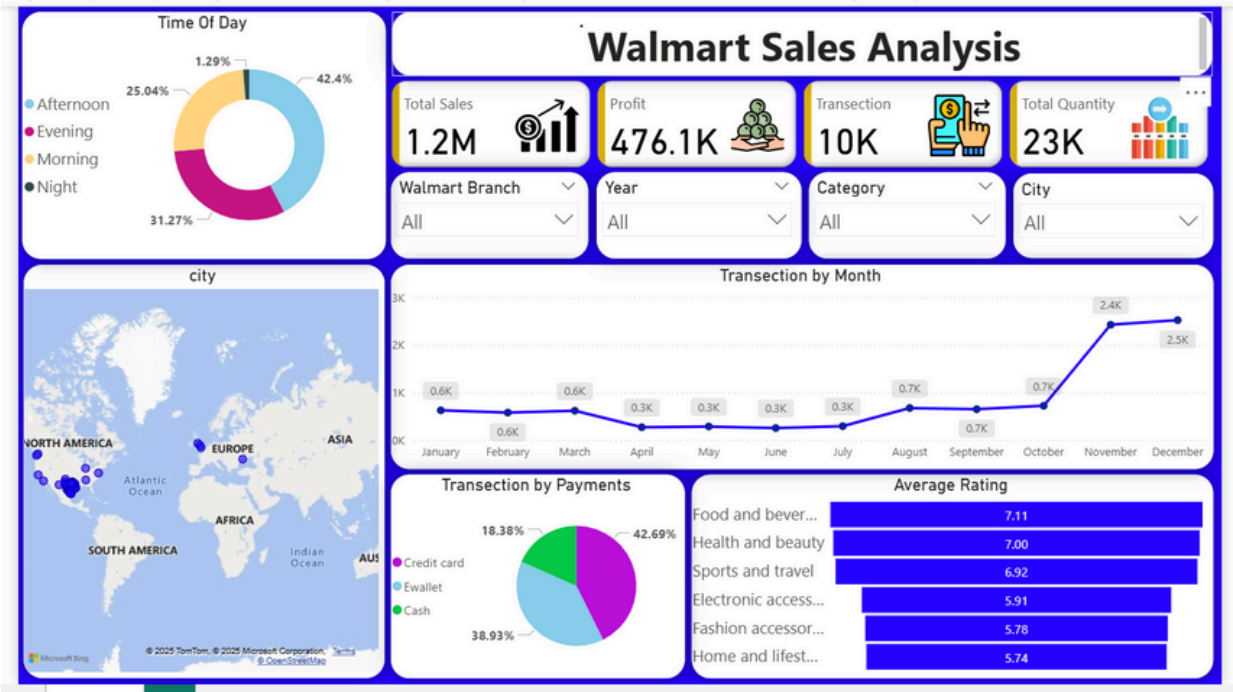 Time Of Day
1.29%
42.4%
25.04%
31.27%
Afternoon
Evening
Morning
Night
Walmart Sales Analysis
Total Sales
1.2M
Profit
476.1K
Transection
10K
Total Quantity
23K
Walmart Branch
All
Year
All
Category
All
City
All
city
NORTH AMERICA
EUROPE
ASIA
Atlantic
Ocean
AFRICA
SOUTH AMERICA
Indian
Ocean
AUS
Microsoft Bing
© 2025 TomTom, © 2025 Microsoft Corporation, Terms
© OpenStreetMap
Transection by Month
3K
2K
1K
0K
0.6K
0.6K
0.6K
0.3K
0.3K
0.3K
0.3K
0.7K
0.7K
0.7K
2.4K
2.5K
January February March April May June July August September October November December
Transection by Payments
18.38%
42.69%
38.93%
Credit card
Ewallet
Cash
Average Rating
Food and bever... 7.11
Health and beauty 7.00
Sports and travel 6.92
Electronic access... 5.91
Fashion accessor... 5.78
Home and lifest... 5.74